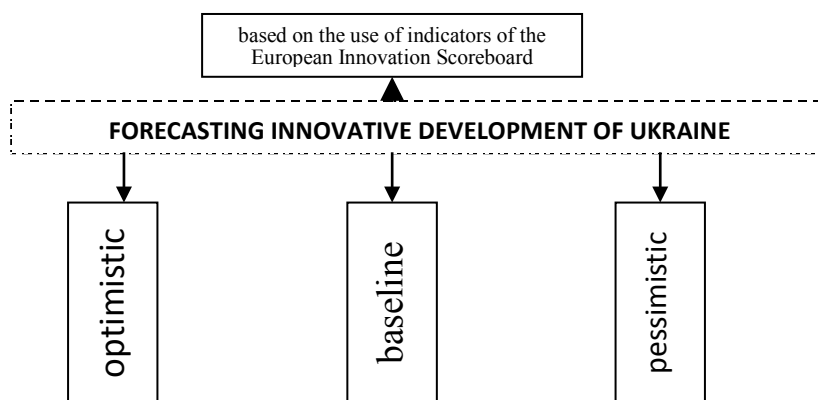 based on the use of indicators of the
European Innovation Scoreboard
FORECASTING INNOVATIVE DEVELOPMENT OF UKRAINE
optimistic
baseline
pessimistic